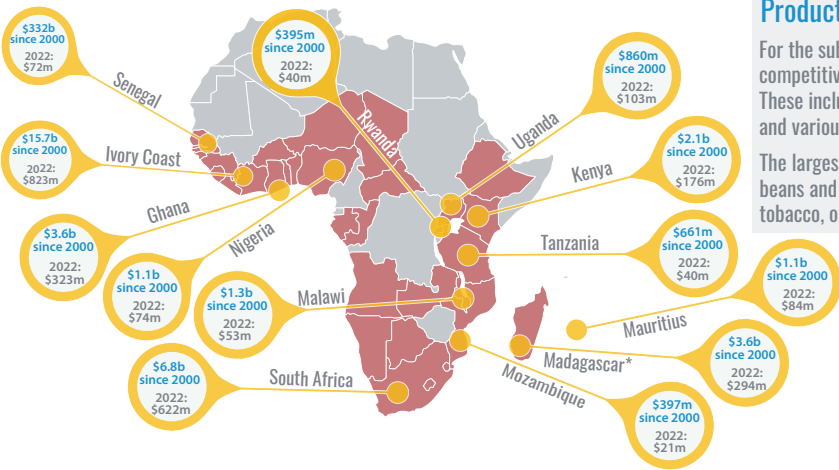 $332b
since 2000
2022:
$72m
Senegal
$15.7b
since 2000
2022:
$823m
Ivory Coast
$3.6b
since 2000
2022:
$323m
Ghana
$1.1b
since 2000
2022:
$74m
Nigeria
$1.3b
since 2000
2022:
$53m
Malawi
$6.8b
since 2000
2022:
$622m
South Africa
$395m
since 2000
2022:
$40m
Rwanda
$860m
since 2000
2022:
$103m
Uganda
$2.1b
since 2000
2022:
$176m
Kenya
$661m
since 2000
2022:
$40m
Tanzania
$1.1b
since 2000
2022:
$84m
Mauritius
$3.6b
since 2000
2022:
$294m
Madagascar*
$397m
since 2000
2022:
$21m
Mozambique
Product
For the sul
competitiv
These incl
and variou
The larges
beans and
tobacco, o